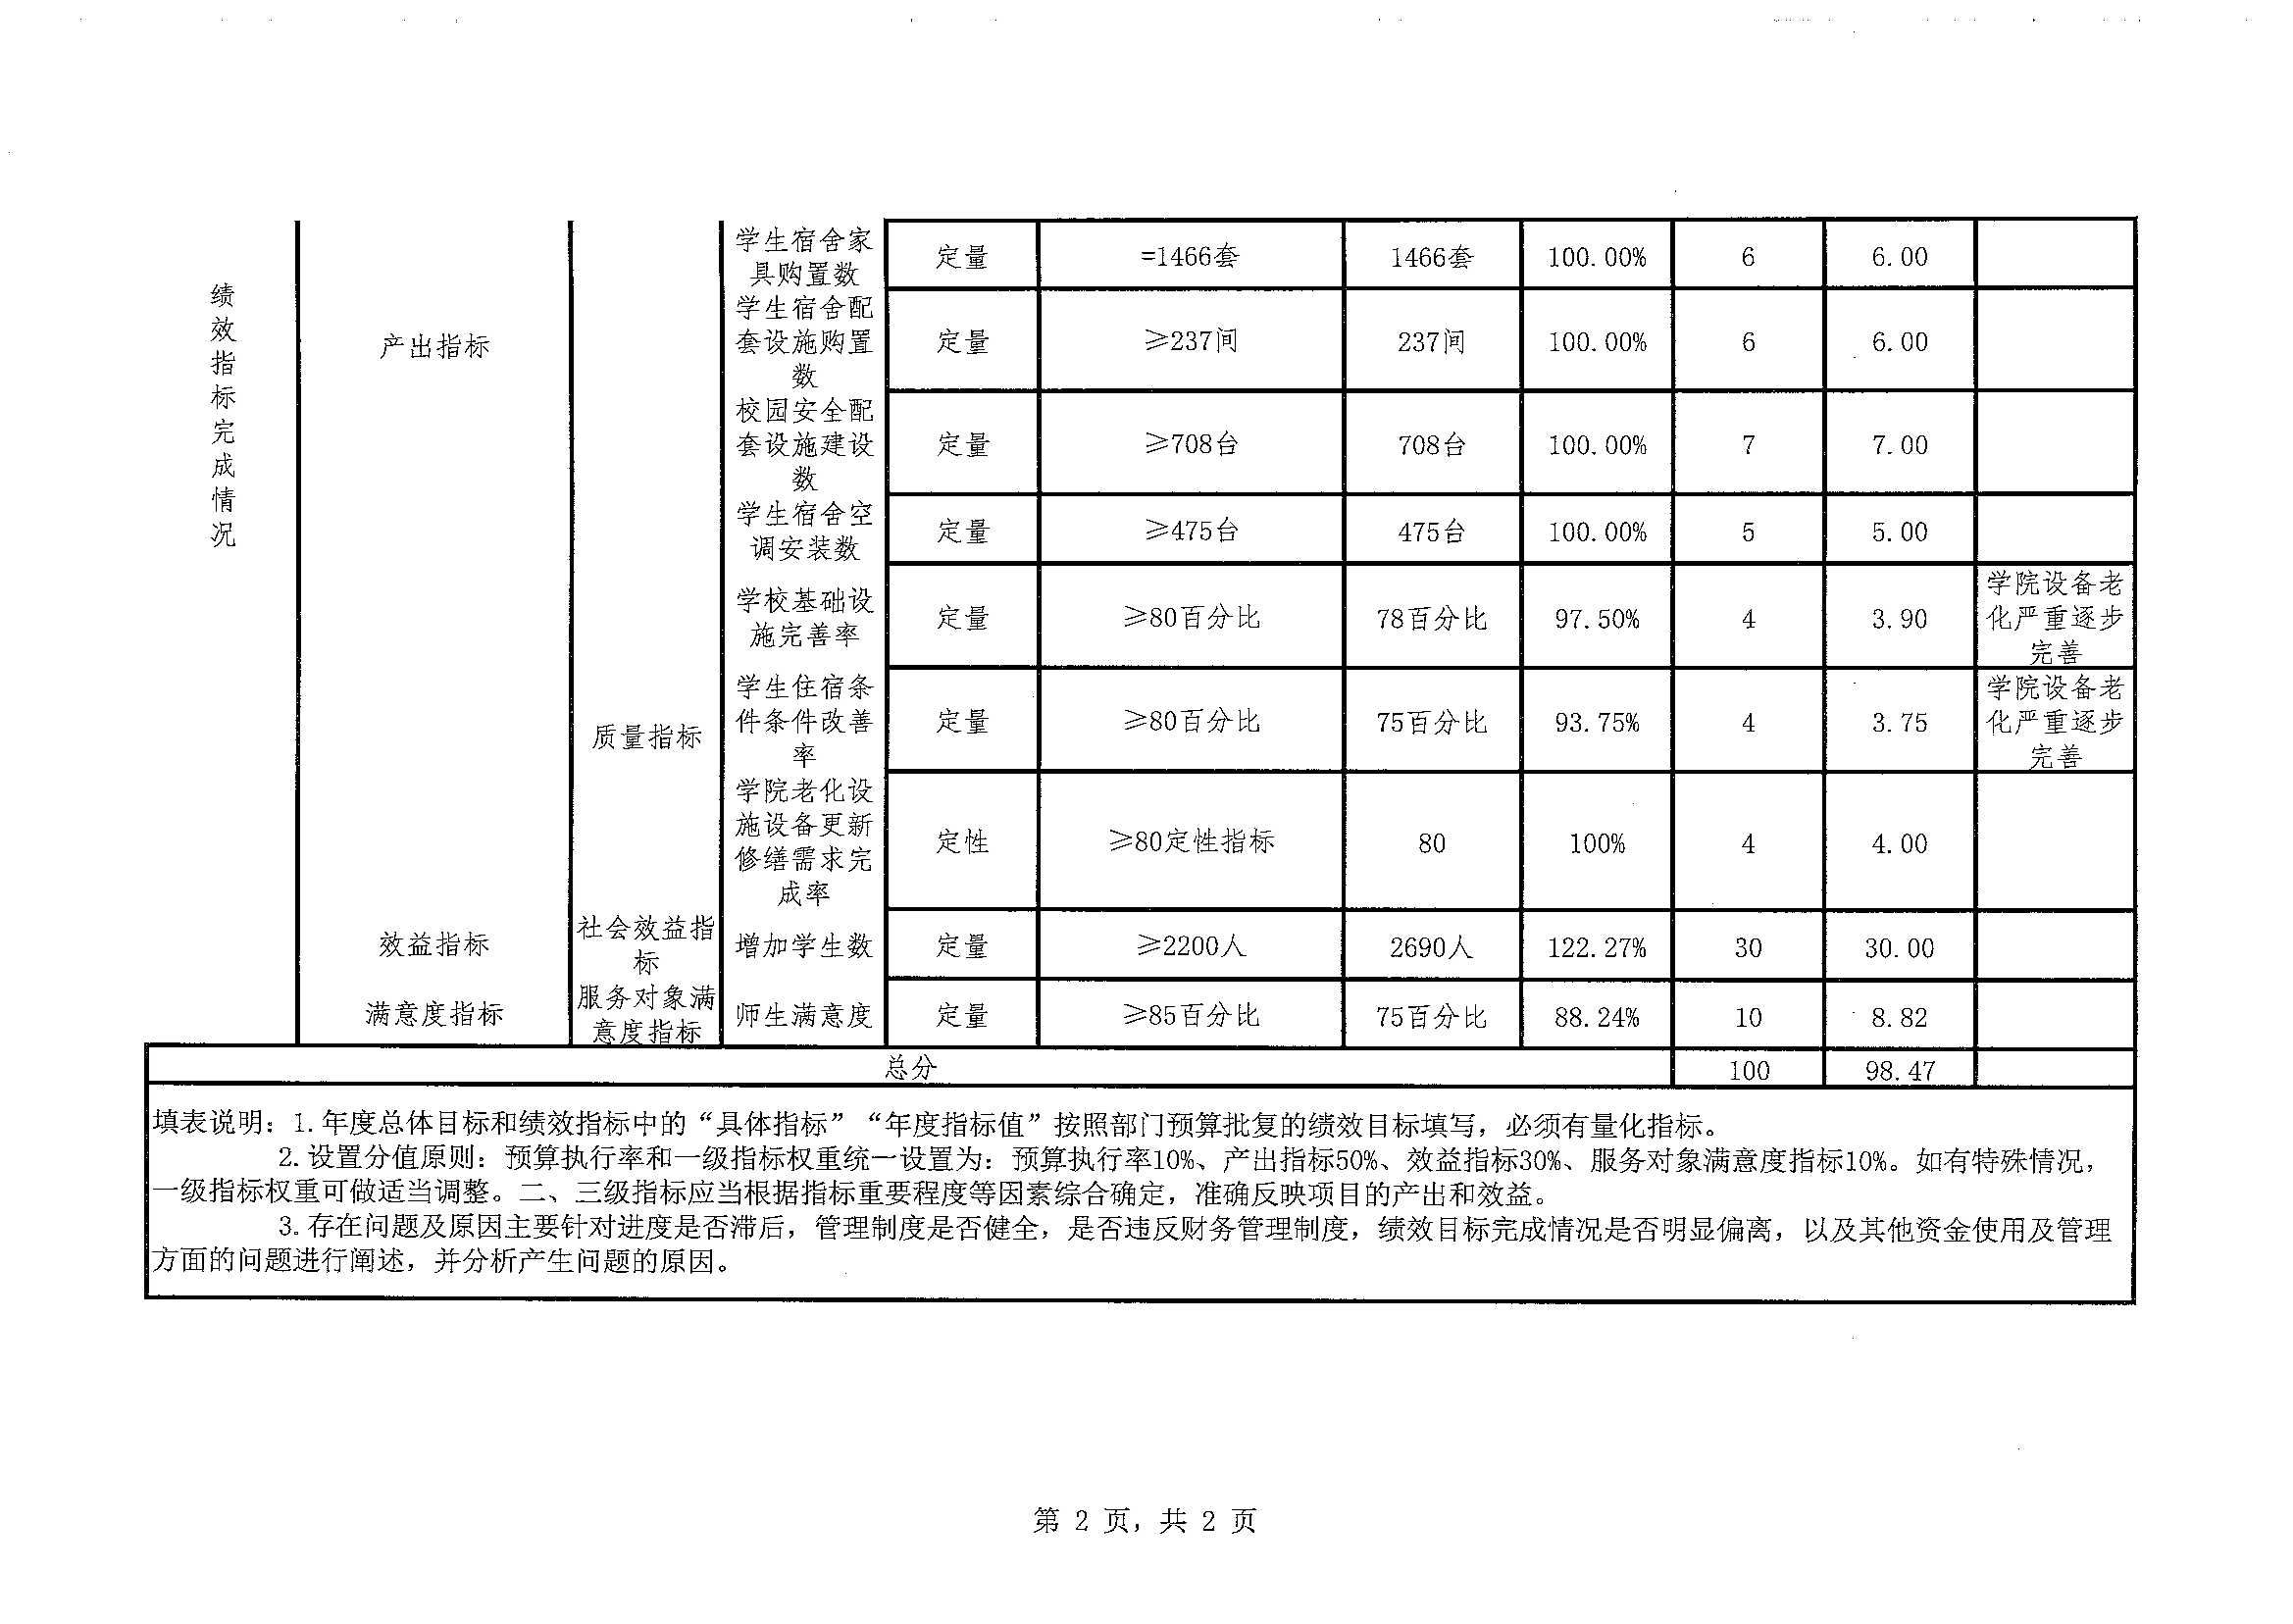 绩效指标完成情况
产出指标
学生宿舍家
具购置数
定量 =1466套 1466套 100.00% 6 6.00
学生宿舍配
套设施购置
数
定量 ≥237间 237间 100.00% 6 6.00
校园安全配
套设施建设
数
定量 ≥708台 708台 100.00% 7 7.00
学生宿舍空
调安装数
定量 ≥475台 475台 100.00% 5 5.00
质量指标
学校基础设
施完善率
定量 ≥80百分比 78百分比 97.50% 4 3.90
学院设备老
化严重逐步
完善
学生住宿条
件条件改善
率
定量 ≥80百分比 75百分比 93.75% 4 3.75
学院设备老
化严重逐步
完善
学院老化设
施设备更新
修缮需求完
成率
定性 ≥80定性指标 80 100% 4 4.00
效益指标
社会效益指
标
增加学生数 定量 ≥2200人 2690人 122.27% 30 30.00
满意度指标
服务对象满
意度指标
师生满意度 定量 ≥85百分比 75百分比 88.24% 10 8.82
总分 100 98.47
填表说明：1.年度总体目标和绩效指标中的“具体指标”“年度指标值”按照部门预算批复的绩效目标填写，必须有量化指标。
2.设置分值原则：预算执行率和一级指标权重统一设置为：预算执行率10%、产出指标50%、效益指标30%、服务对象满意度指标10%。如有特殊情况，
一级指标权重可做适当调整。二、三级指标应当根据指标重要程度等因素综合确定，准确反映项目的产出和效益。
3.存在问题及原因主要针对进度是否滞后，管理制度是否健全，是否违反财务管理制度，绩效目标完成情况是否明显偏离，以及其他资金使用及管理
方面的问题进行阐述，并分析产生问题的原因。
第 2 页，共 2 页